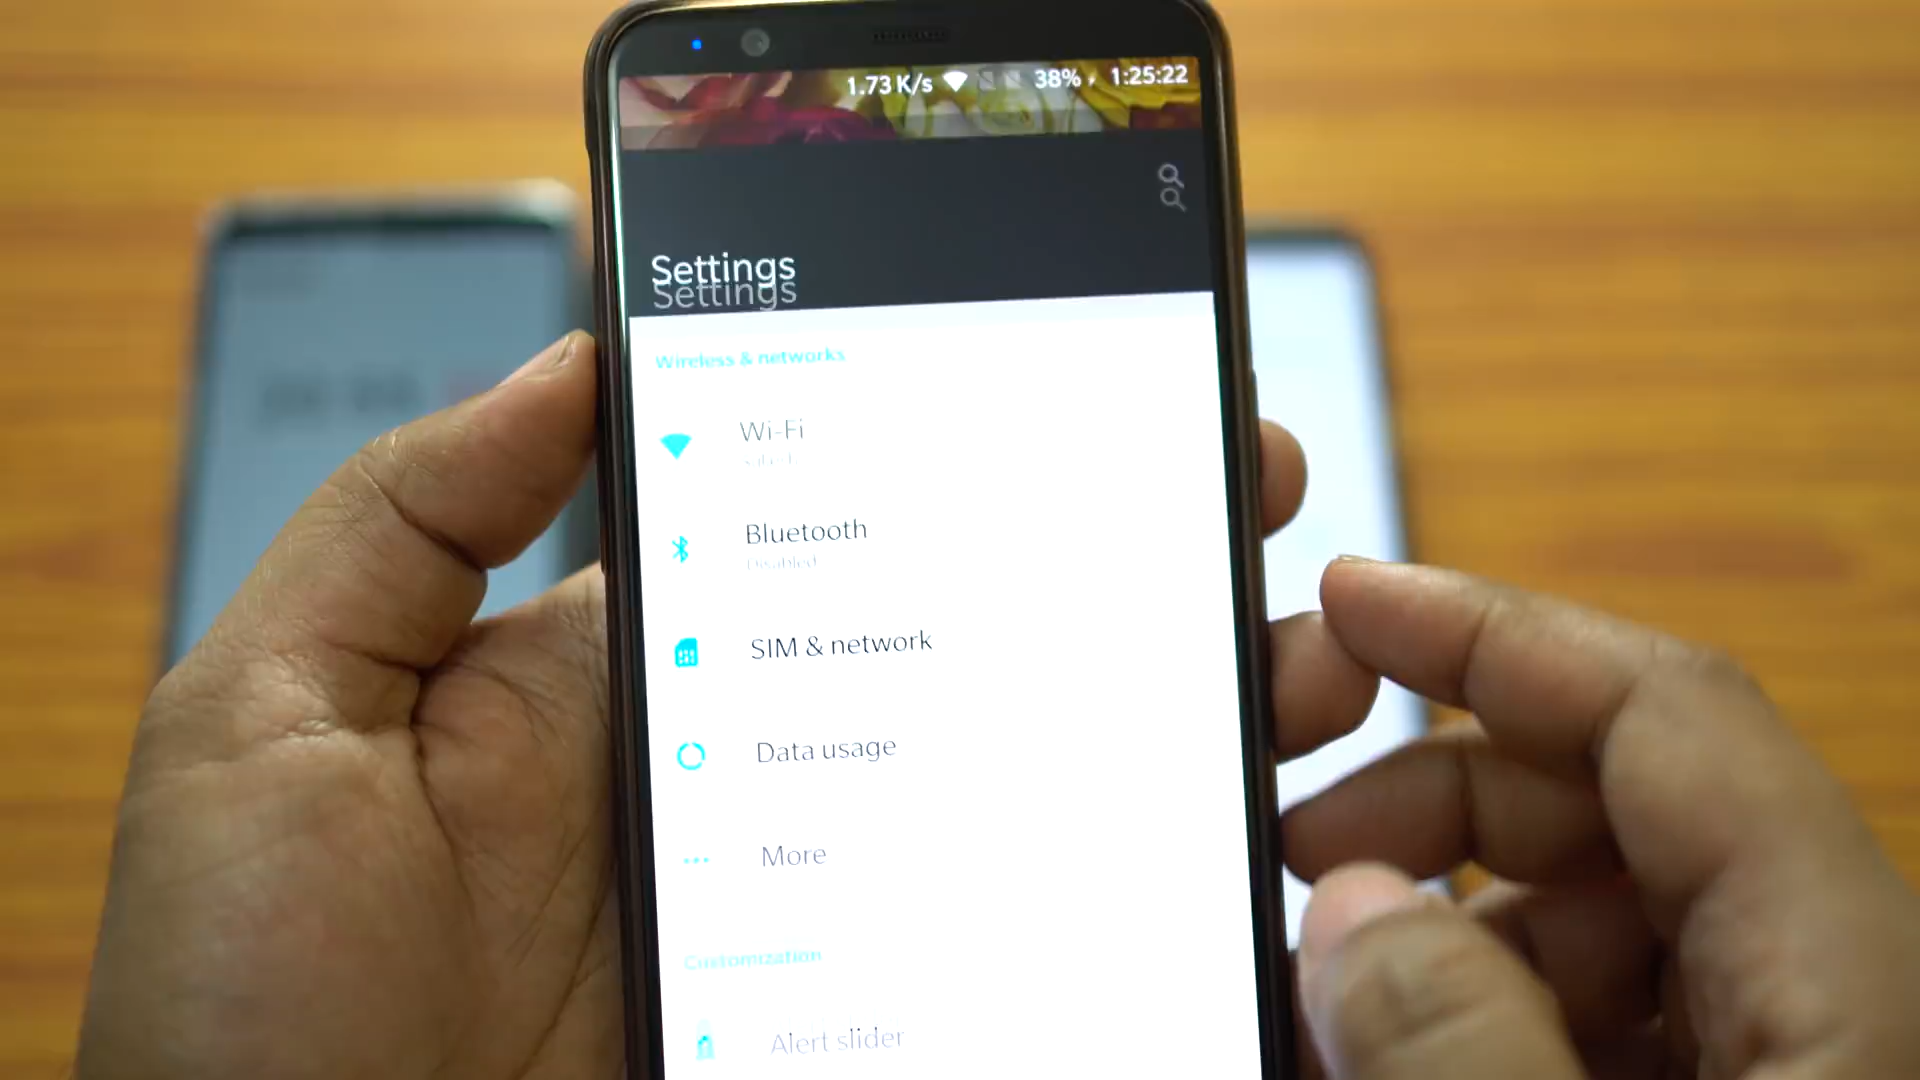 1.73 K/s 38% 1:25:22
Settings
Settings
Wireless & networks
Wi-Fi
Bluetooth
Disabled
SIM & network
Data usage
More
Customization
Alert slider